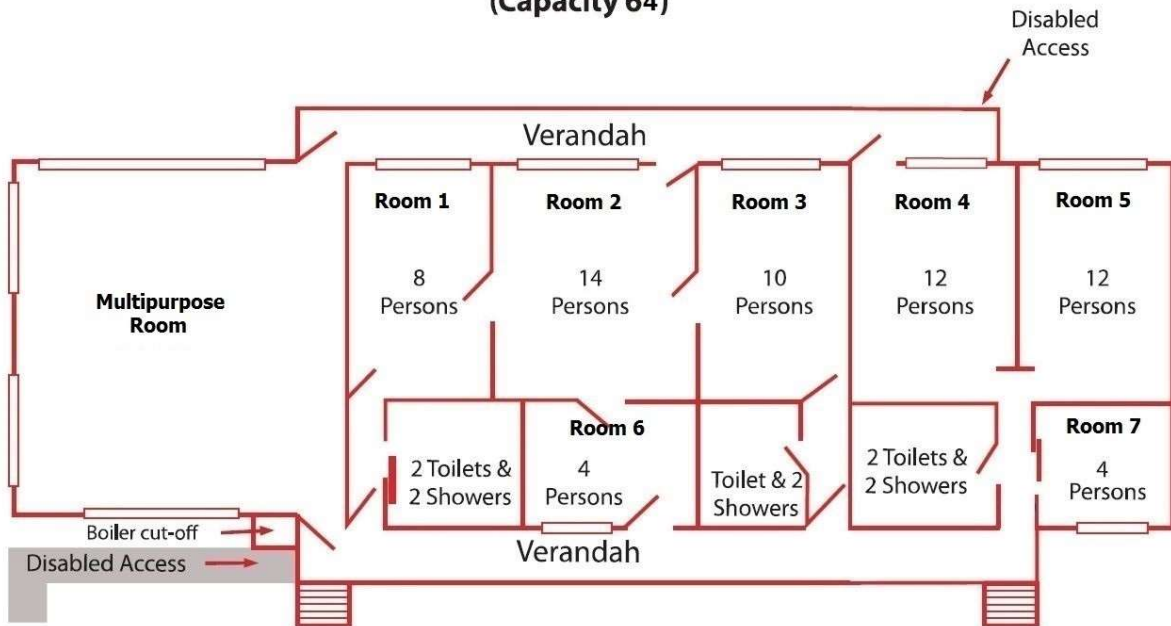 (Capacity 64)
Disabled
Access
Verandah
Room 1
Room 2
Room 3
Room 4
Room 5
8
Persons
14
Persons
10
Persons
12
Persons
12
Persons
Multipurpose
Room
Room 6
4
Persons
Room 7
4
Persons
2 Toilets &
2 Showers
Toilet & 2
Showers
2 Toilets &
2 Showers
Boiler cut-off
Disabled Access
Verandah